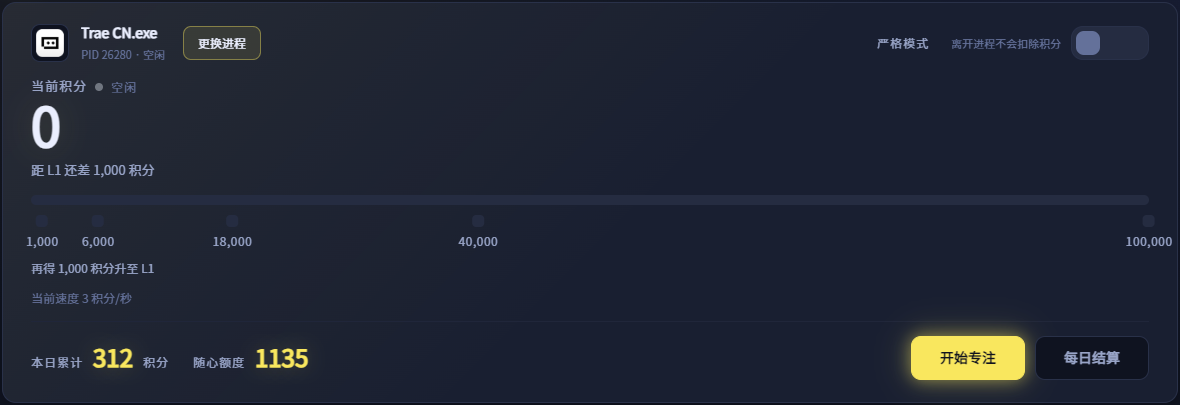 Trae CN.exe
PID 26280 · 空闲
更换进程
严格模式 离开进程不会扣除积分
当前积分 空闲
0
距 L1 还差 1,000 积分
1,000 6,000 18,000 40,000 100,000
再得 1,000 积分升至 L1
当前速度 3 积分/秒
本日累计 312 积分 随心额度 1135
开始专注 每日结算